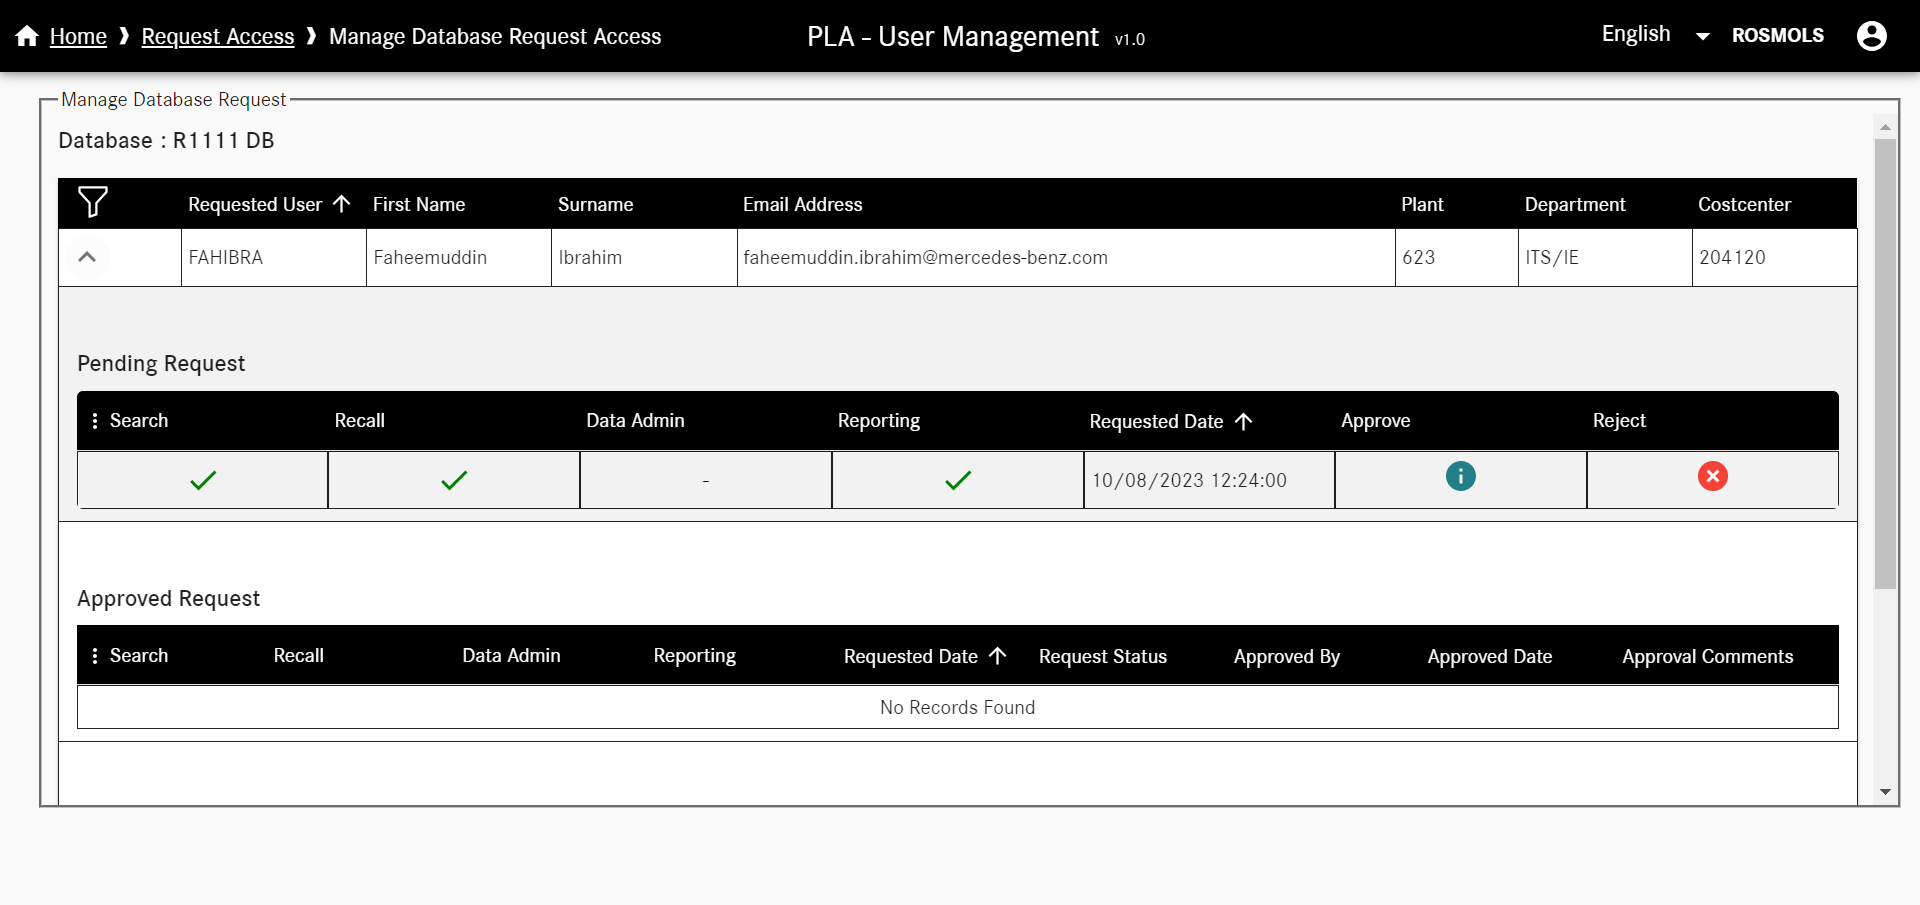 Home ❱ Request Access ❱ Manage Database Request Access
PLA - User Management v1.0
English
ROSMOLS
Manage Database Request
Database : R1111 DB
Requested User First Name Surname Email Address Plant Department Costcenter
FAHIBRA Faheemuddin Ibrahim faheemuddin.ibrahim@mercedes-benz.com 623 ITS/IE 204120
Pending Request
Search Recall Data Admin Reporting Requested Date Approve Reject
- 10/08/2023 12:24:00
Approved Request
Search Recall Data Admin Reporting Requested Date Request Status Approved By Approved Date Approval Comments
No Records Found